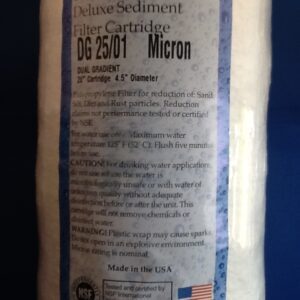 Deluxe Sediment
Filter Cartridge
DG 25/01 Micron
DUAL GRADIENT
20" Cartridge 4.5" Diameter
Polypropylene Filter for reduction of: Sand
Silt, Dirt and Rust particles. Reduction
claims not performance tested or certified
by NSF.
For water use only. Maximum water
temperature 125° F (52° C). Flush five minutes
before use.
CAUTION: For drinking water application,
do not use where the water is
microbiologically unsafe or with water of
unknown quality without adequate
disinfection before or after the unit. This
cartridge will not remove chemicals or
disinfect water.
WARNING: Plastic wrap may cause sparks.
Do not open in an explosive environment.
Micron rating is nominal.
Made in the USA
NSF
Tested and certified by
NSF International